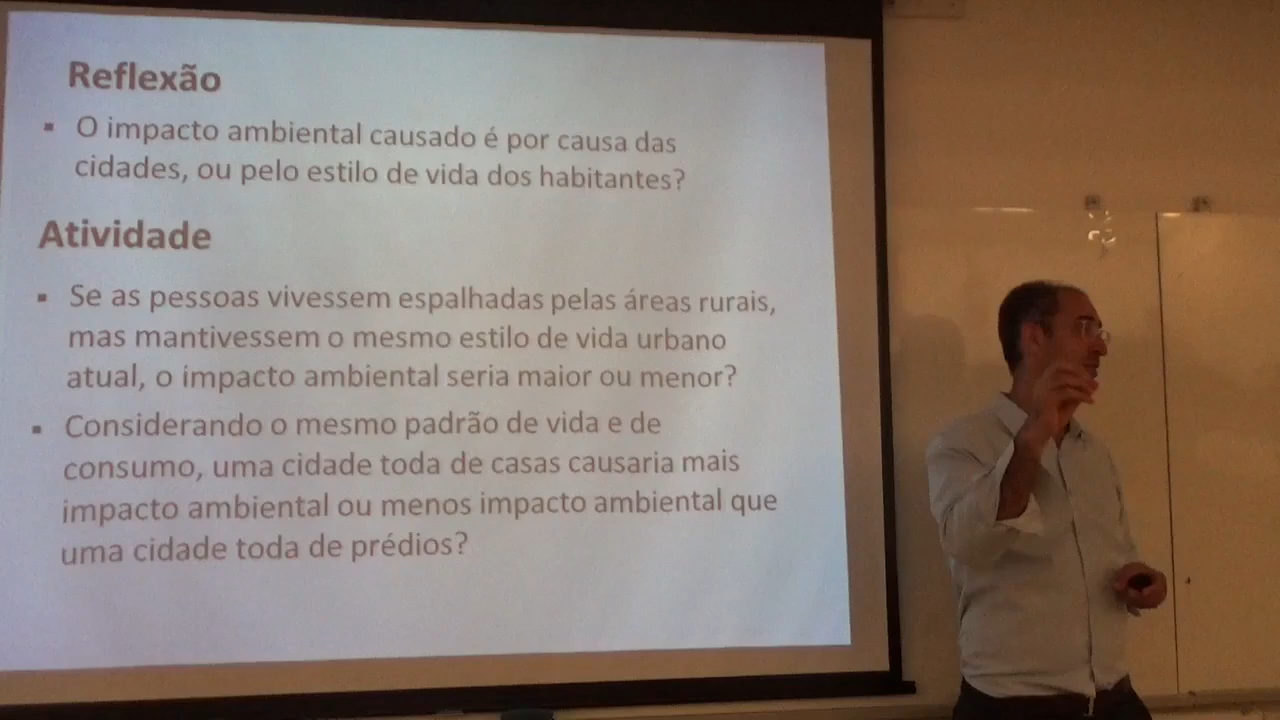 Reflexão
▪ O impacto ambiental causado é por causa das
cidades, ou pelo estilo de vida dos habitantes?
Atividade
▪ Se as pessoas vivessem espalhadas pelas áreas rurais,
mas mantivessem o mesmo estilo de vida urbano
atual, o impacto ambiental seria maior ou menor?
▪ Considerando o mesmo padrão de vida e de
consumo, uma cidade toda de casas causaria mais
impacto ambiental ou menos impacto ambiental que
uma cidade toda de prédios?